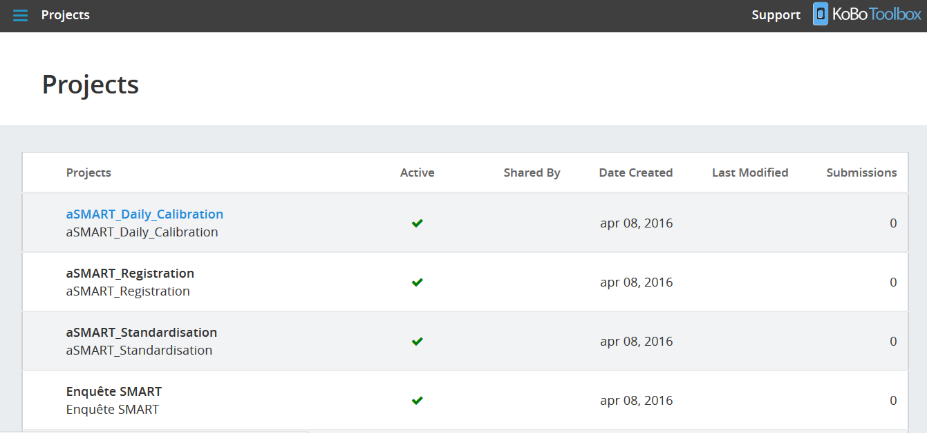 Projects Support KoBoToolbox
Projects
Projects Active Shared By Date Created Last Modified Submissions
aSMART_Daily_Calibration
aSMART_Daily_Calibration apr 08, 2016 0
aSMART_Registration
aSMART_Registration apr 08, 2016 0
aSMART_Standardisation
aSMART_Standardisation apr 08, 2016 0
Enquête SMART
Enquête SMART apr 08, 2016 0